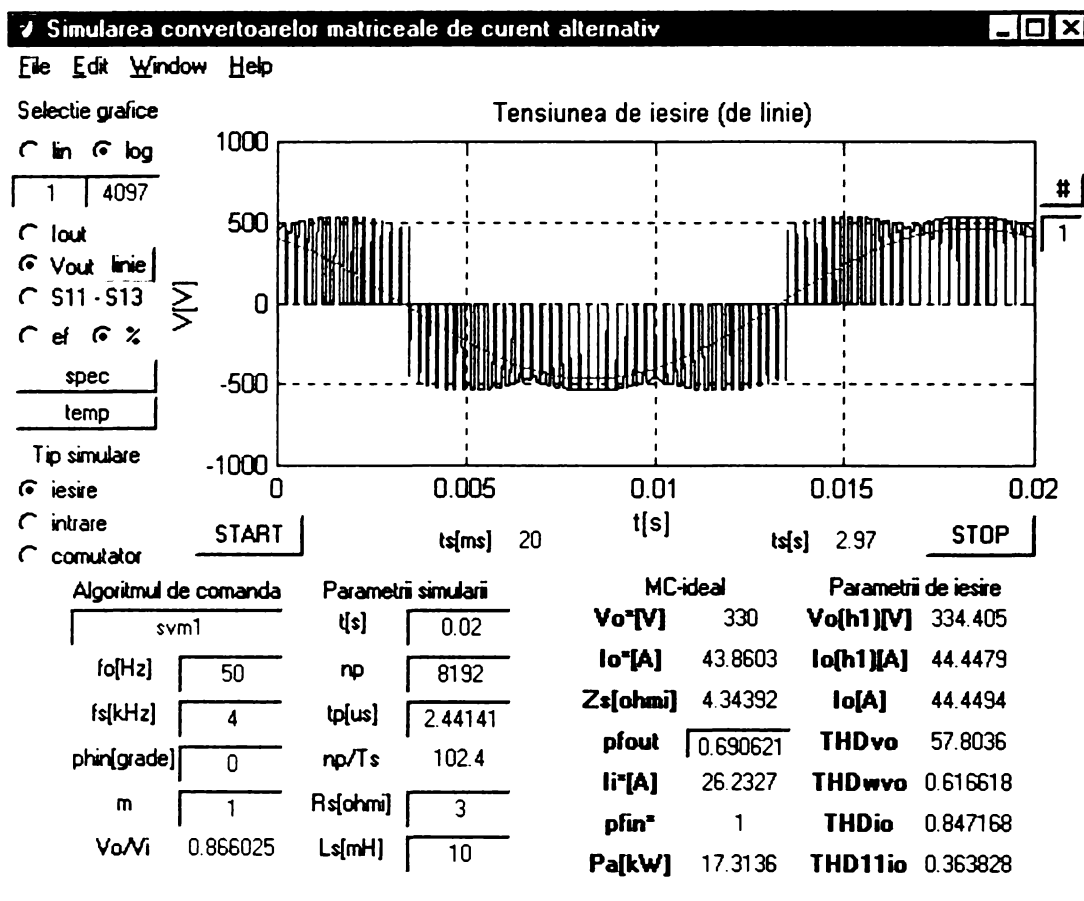 Simularea convertoarelor matriceale de curent alternativ
File Edit Window Help
Selectie grafice
lin log
1 4097
Iout
Vout linie
S11 - S13
ef %
spec
temp
Tip simulare
iesire
intrare
comutator
Tensiunea de iesire (de linie)
1000
500
0
-500
-1000
V[V]
0 0.005 0.01 0.015 0.02
t[s]
#
1
START ts[ms] 20 ts[s] 2.97 STOP
Algoritmul de comanda
svm1
fo[Hz] 50
fs[kHz] 4
phin[grade] 0
m 1
Vo/Vi 0.866025
Parametrii simularii
t[s] 0.02
np 8192
tp[us] 2.44141
np/Ts 102.4
Rs[ohmi] 3
Ls[mH] 10
MC-ideal
Vo*[V] 330
Io*[A] 43.8603
Zs[ohmi] 4.34392
pfout 0.690621
Ii*[A] 26.2327
pfin* 1
Pa[kW] 17.3136
Parametrii de iesire
Vo(h1)[V] 334.405
Io(h1)[A] 44.4479
Io[A] 44.4494
THDvo 57.8036
THDwvo 0.616618
THDio 0.847168
THD11io 0.363828